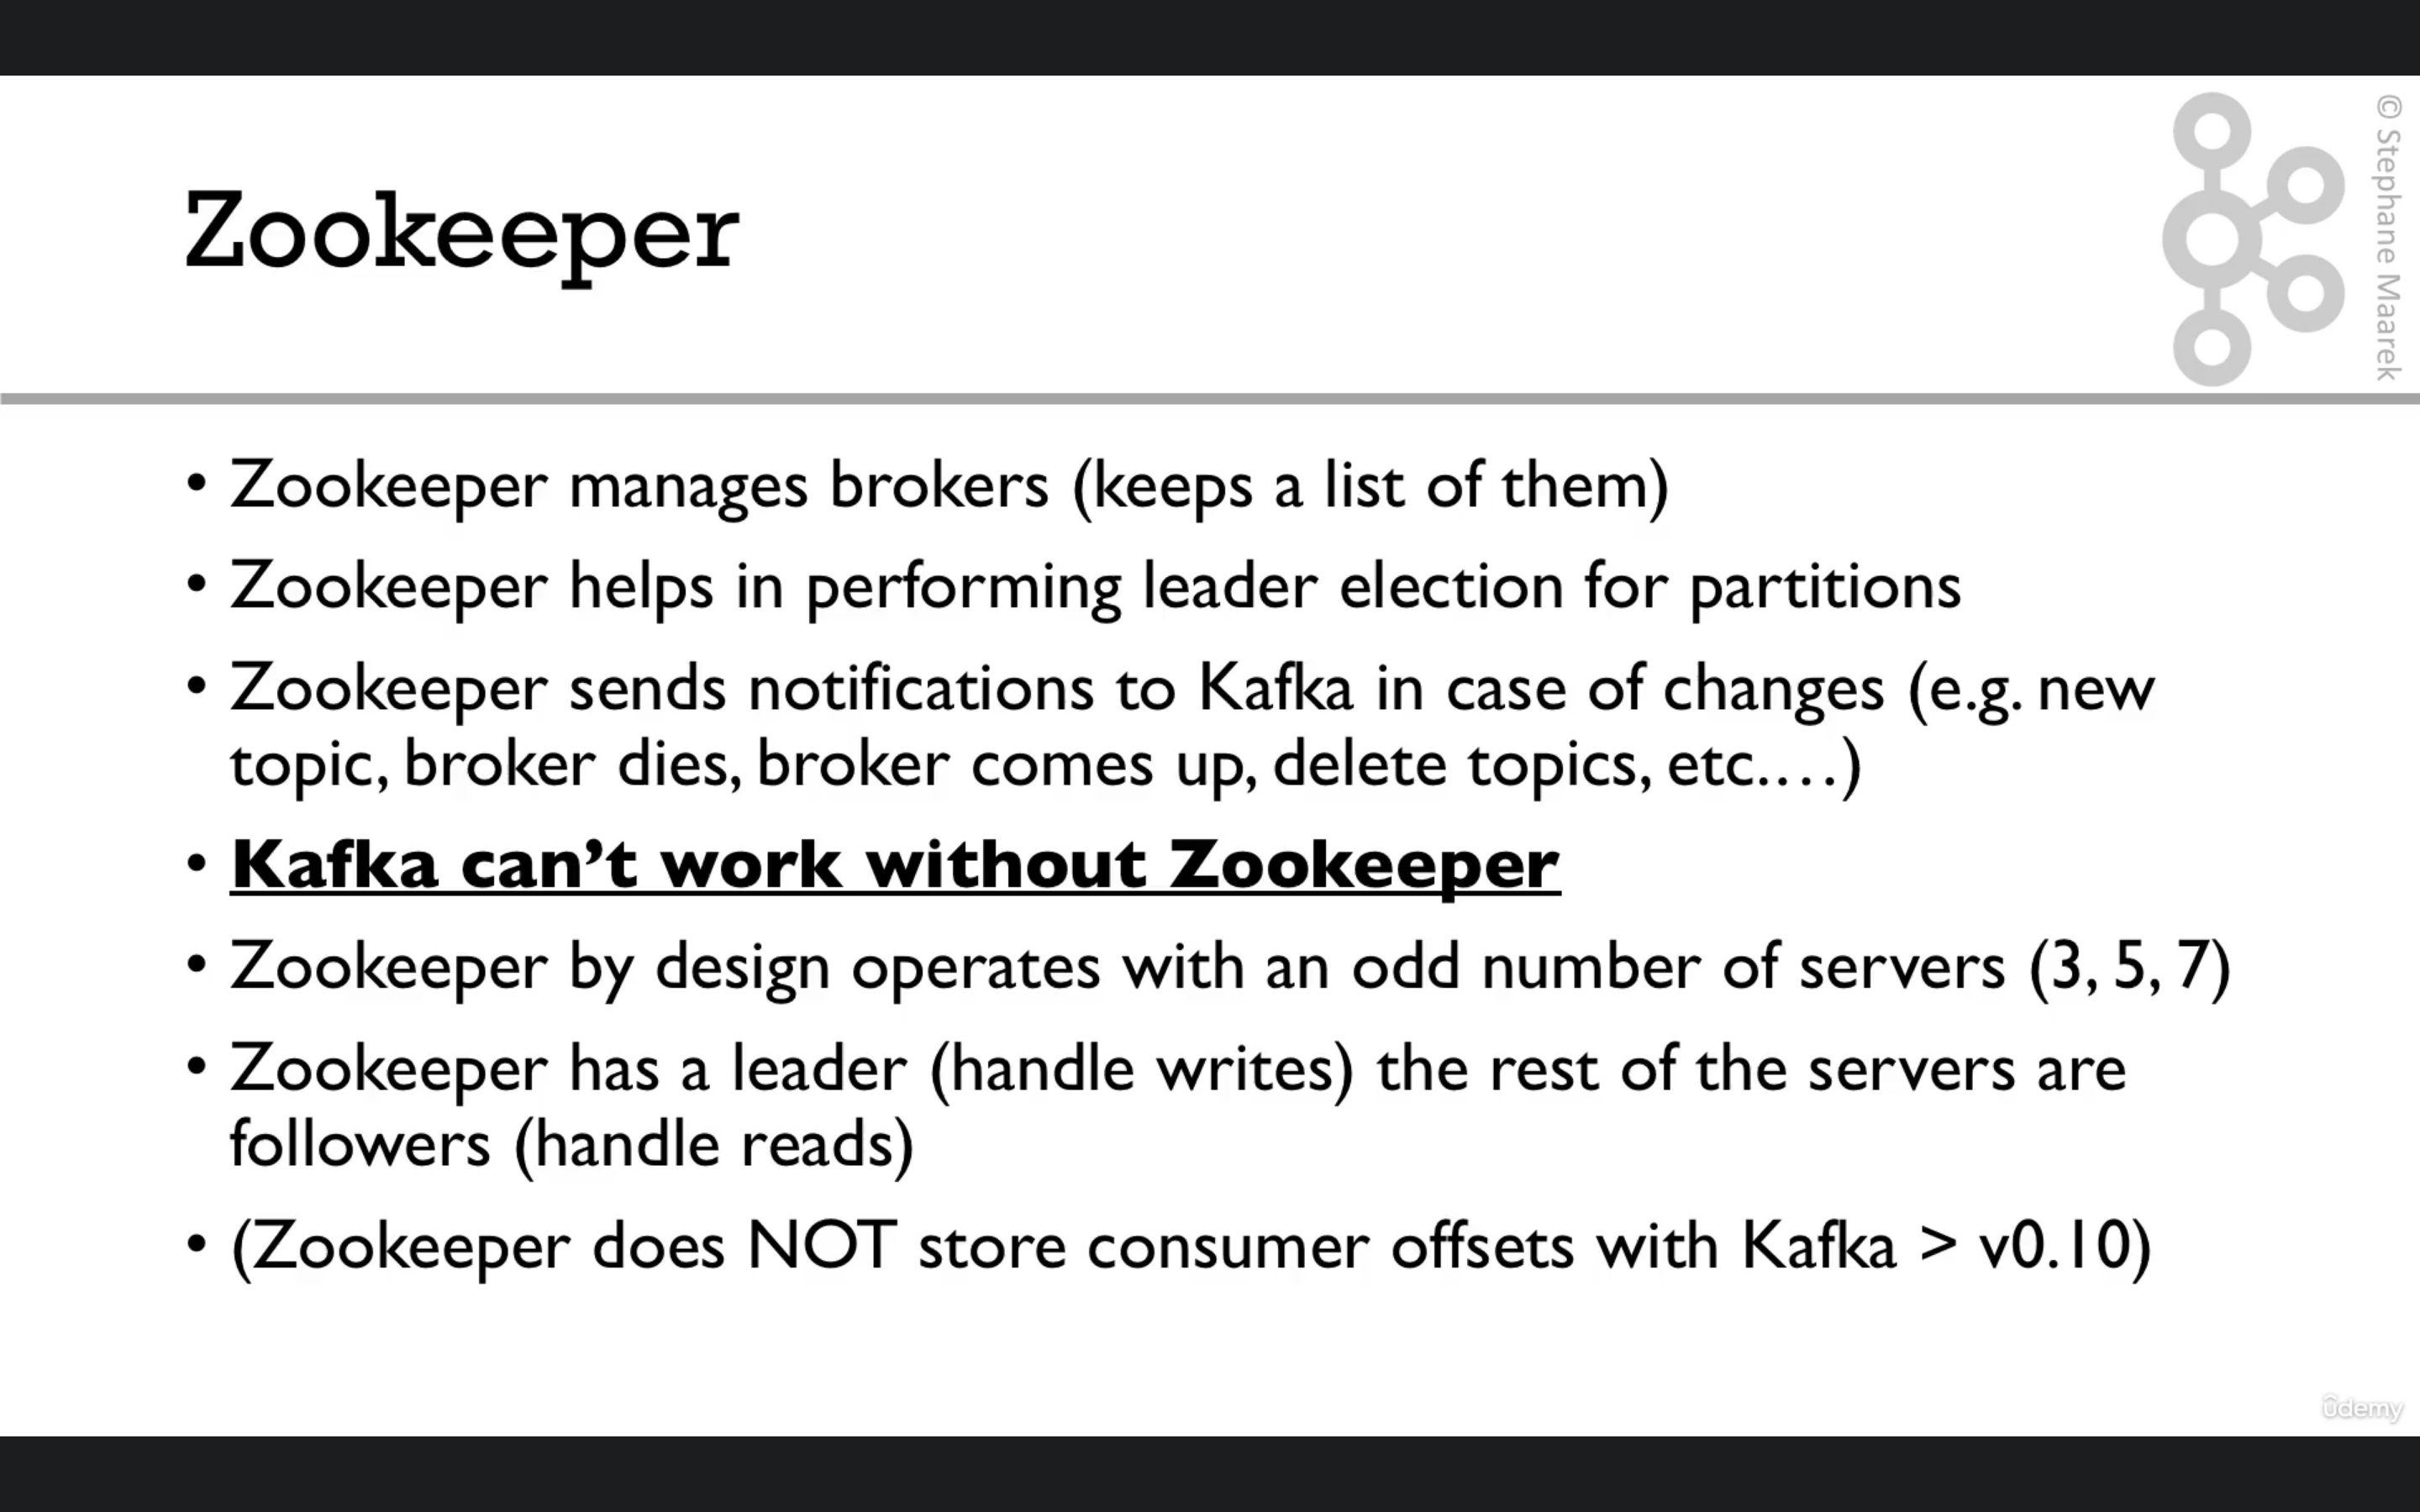 Zookeeper
© Stephane Maarek
• Zookeeper manages brokers (keeps a list of them)
• Zookeeper helps in performing leader election for partitions
• Zookeeper sends notifications to Kafka in case of changes (e.g. new
topic, broker dies, broker comes up, delete topics, etc.…)
• Kafka can’t work without Zookeeper
• Zookeeper by design operates with an odd number of servers (3, 5, 7)
• Zookeeper has a leader (handle writes) the rest of the servers are
followers (handle reads)
• (Zookeeper does NOT store consumer offsets with Kafka > v0.10)
ûdemy